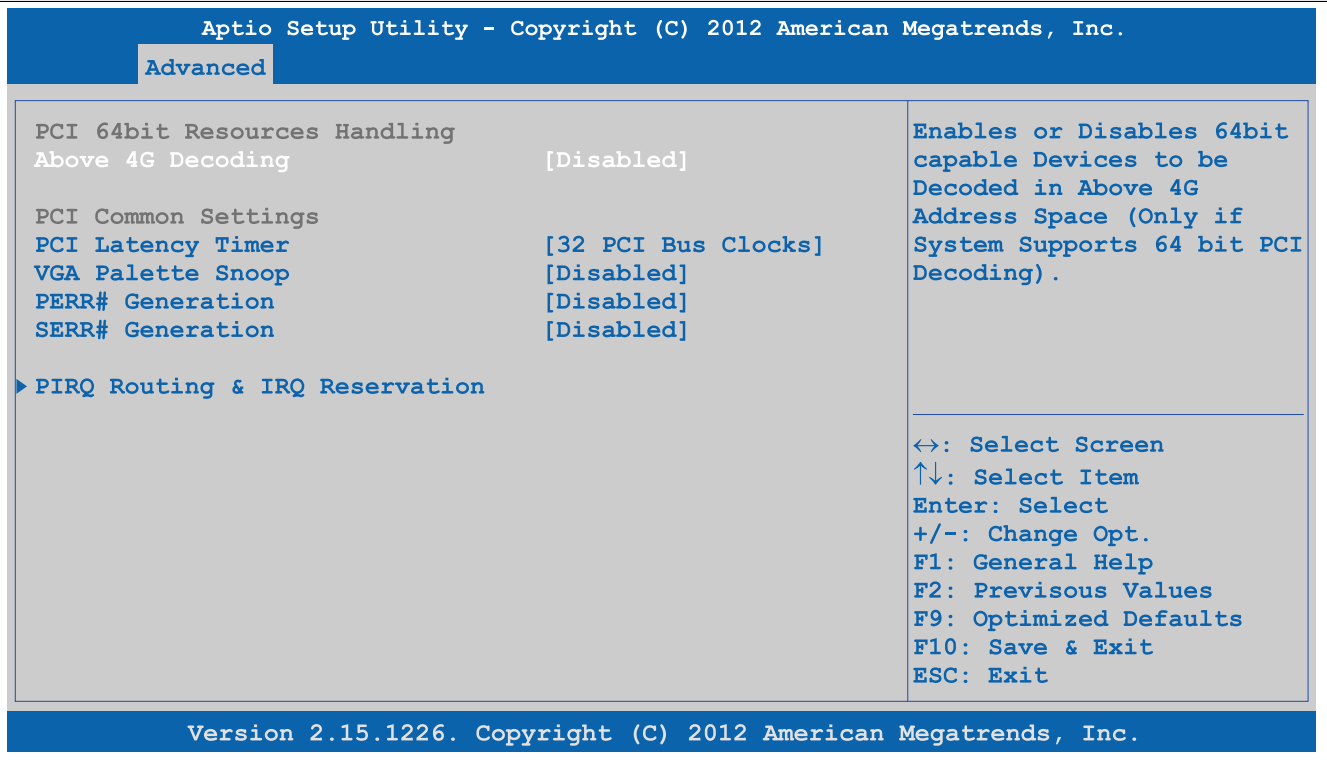 Aptio Setup Utility - Copyright (C) 2012 American Megatrends, Inc.
Advanced
PCI 64bit Resources Handling
Above 4G Decoding [Disabled]
PCI Common Settings
PCI Latency Timer [32 PCI Bus Clocks]
VGA Palette Snoop [Disabled]
PERR# Generation [Disabled]
SERR# Generation [Disabled]
PIRQ Routing & IRQ Reservation
Enables or Disables 64bit
capable Devices to be
Decoded in Above 4G
Address Space (Only if
System Supports 64 bit PCI
Decoding).
↔: Select Screen
↑↓: Select Item
Enter: Select
+/-: Change Opt.
F1: General Help
F2: Previsous Values
F9: Optimized Defaults
F10: Save & Exit
ESC: Exit
Version 2.15.1226. Copyright (C) 2012 American Megatrends, Inc.